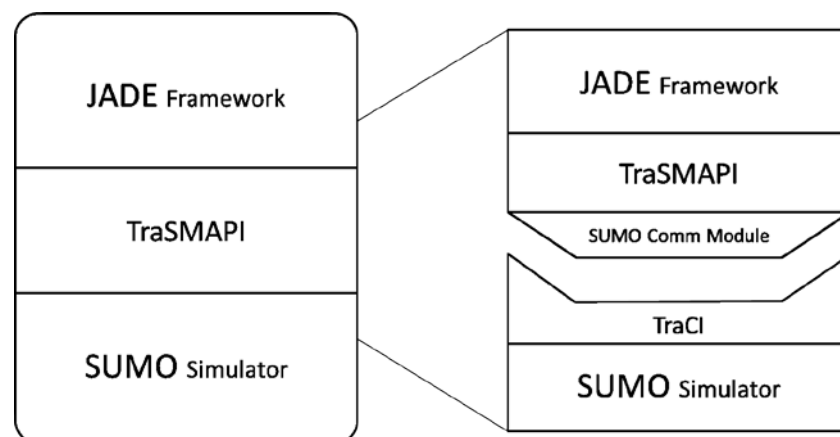 JADE Framework
TraSMAPI
SUMO Simulator
JADE Framework
TraSMAPI
SUMO Comm Module
TraCI
SUMO Simulator